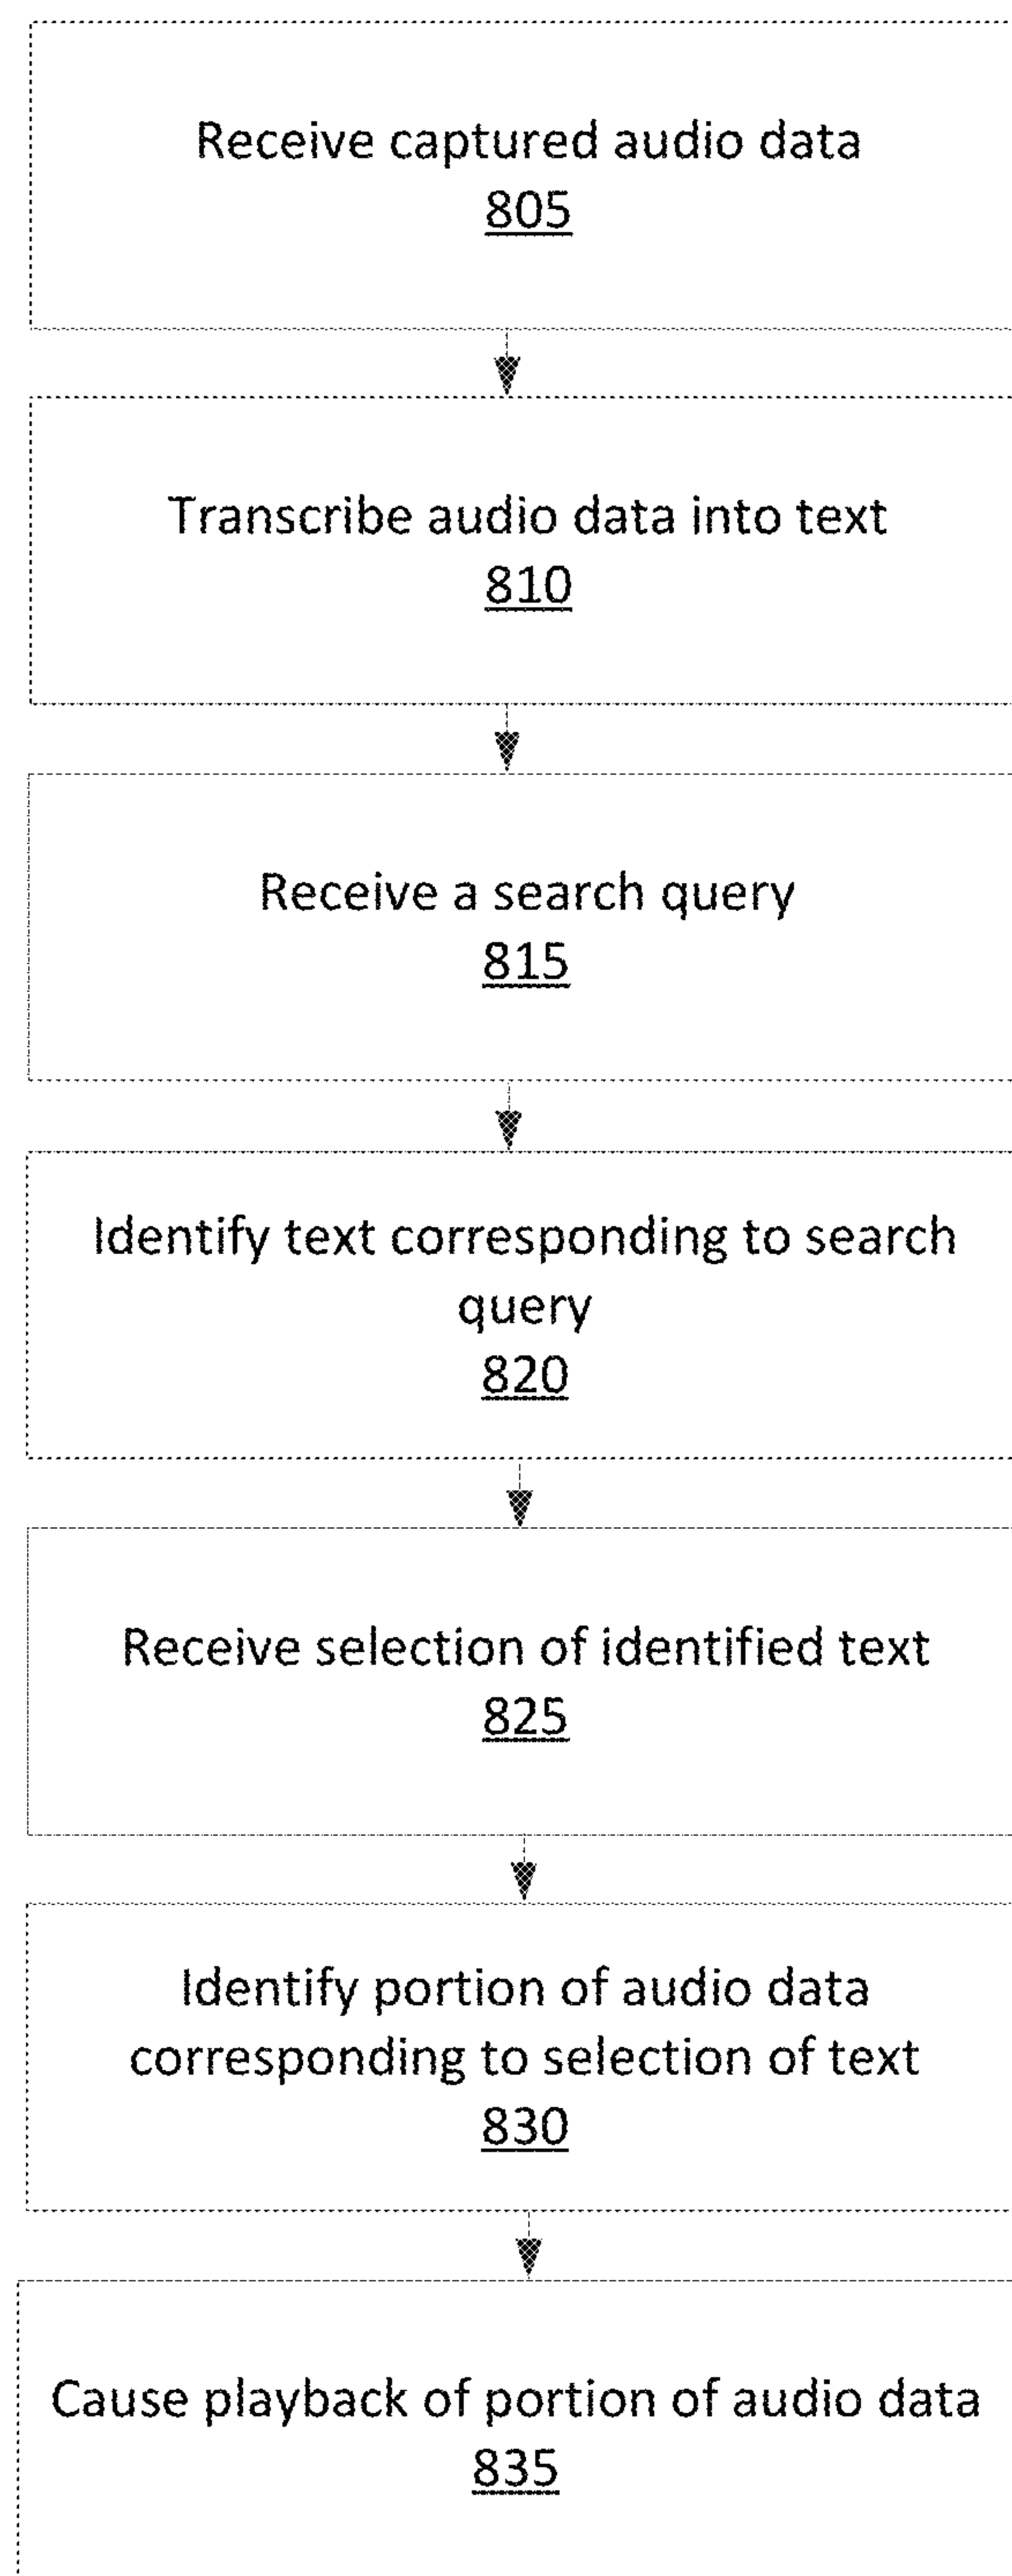 Receive captured audio data
805
Transcribe audio data into text
810
Receive a search query
815
Identify text corresponding to search
query
820
Receive selection of identified text
825
Identify portion of audio data
corresponding to selection of text
830
Cause playback of portion of audio data
835